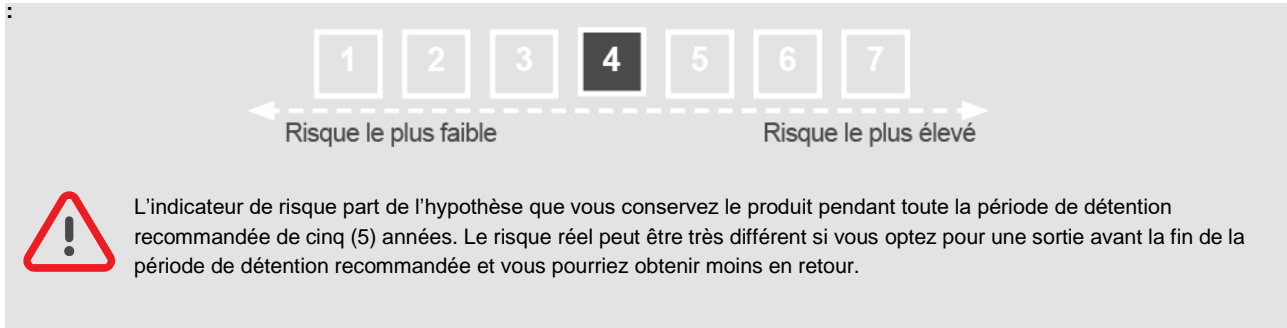 :
1 2 3 4 5 6 7
Risque le plus faible Risque le plus élevé
L'indicateur de risque part de l'hypothèse que vous conservez le produit pendant toute la période de détention
recommandée de cinq (5) années. Le risque réel peut être très différent si vous optez pour une sortie avant la fin de la
période de détention recommandée et vous pourriez obtenir moins en retour.